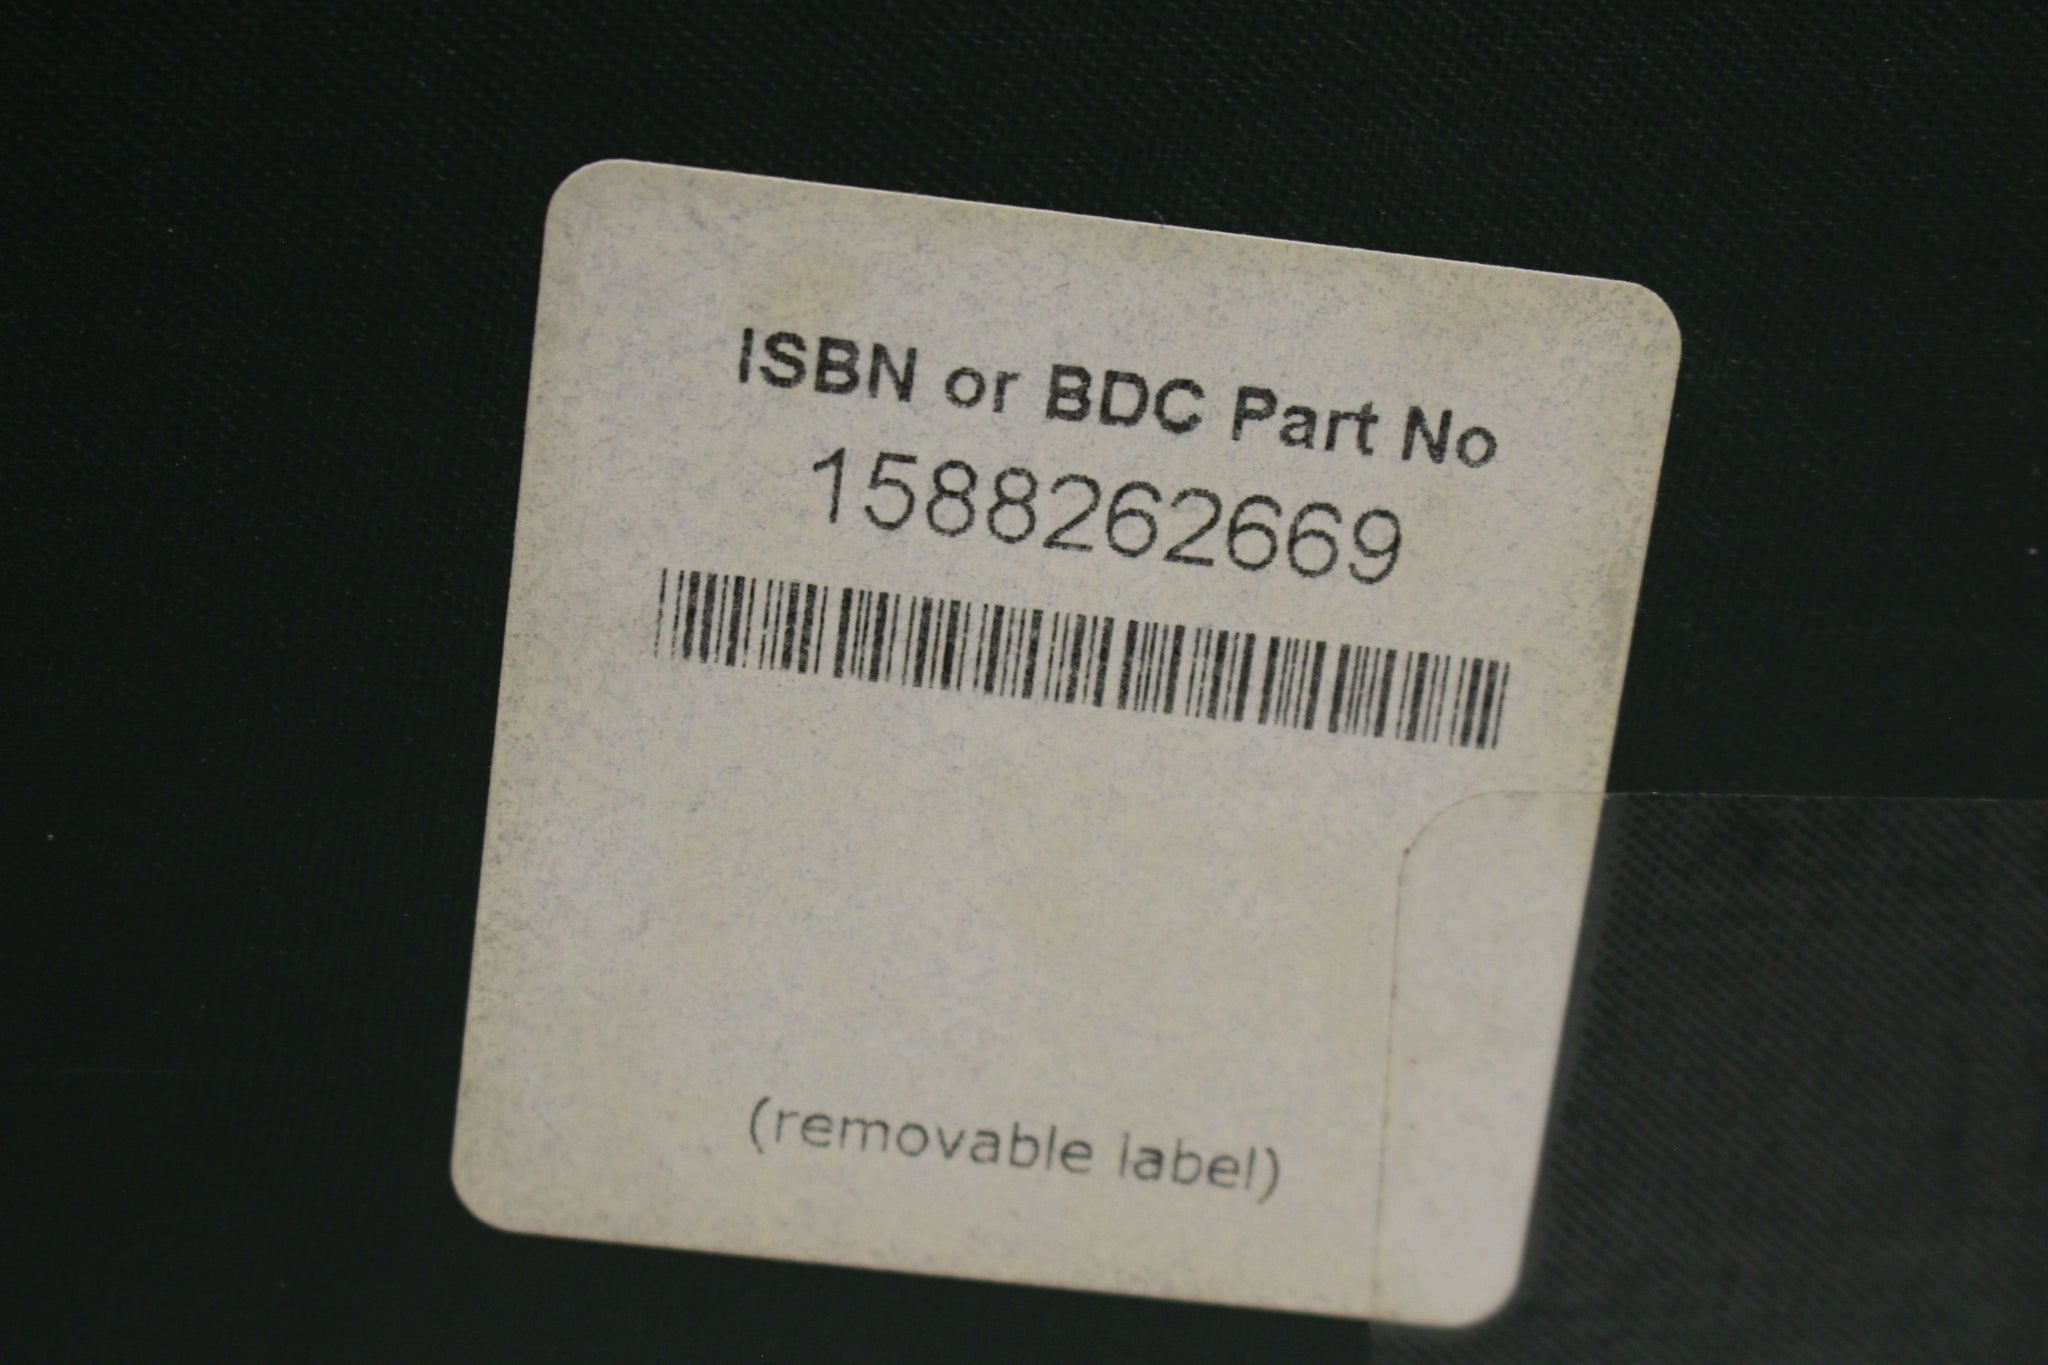 ISBN or BDC Part No
1588262669
(removable label)